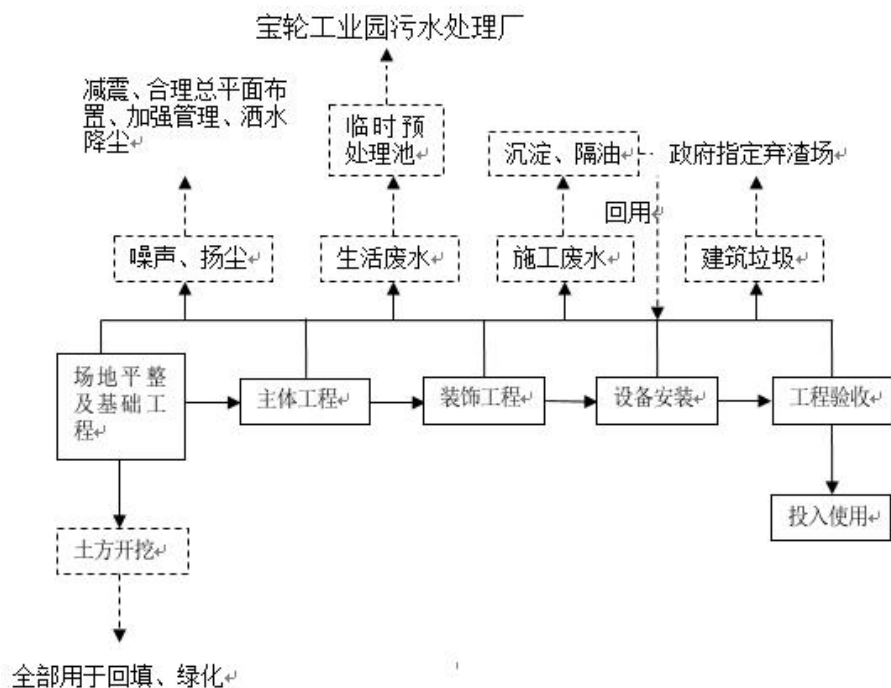 宝轮工业园污水处理厂
减震、合理总平面布
置、加强管理、洒水
降尘
临时预
处理池
沉淀、隔油
政府指定弃渣场
回用
噪声、扬尘
生活废水
施工废水
建筑垃圾
场地平整
及基础工
程
主体工程
装饰工程
设备安装
工程验收
投入使用
土方开挖
全部用于回填、绿化